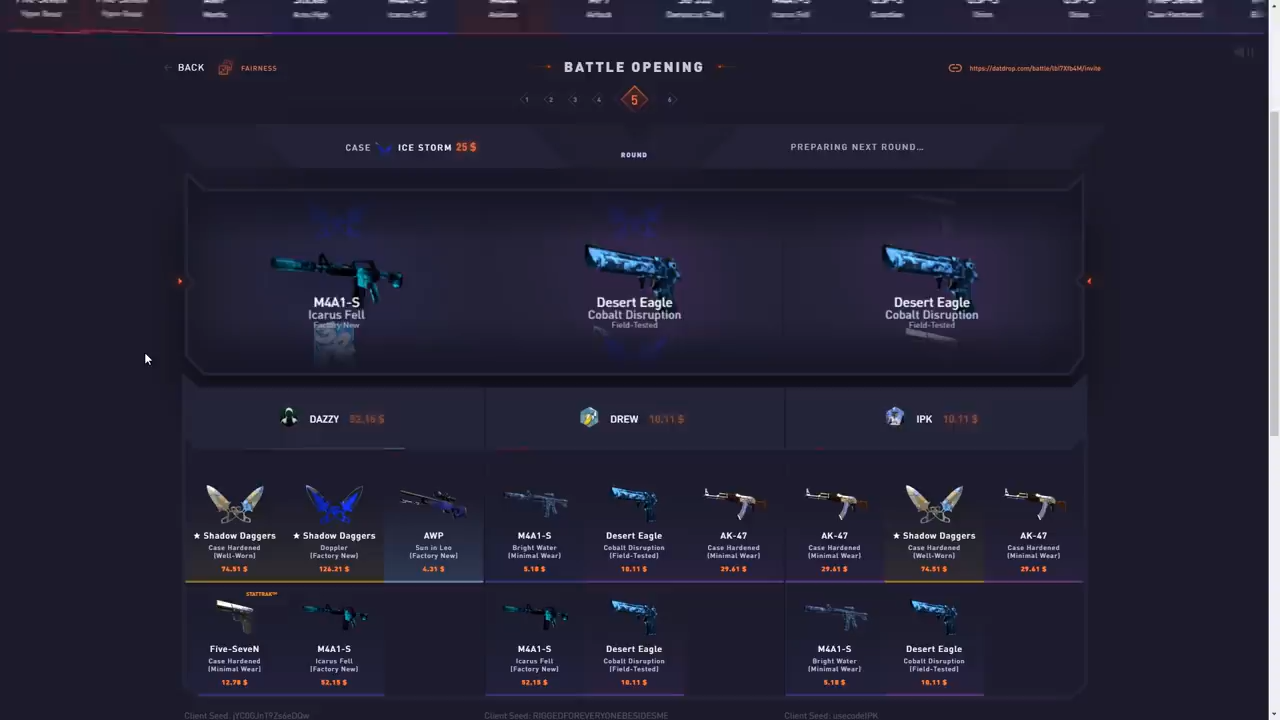 BACK
FAIRNESS
BATTLE OPENING
1 2 3 4 5 6
CASE ICE STORM 25 $
ROUND
PREPARING NEXT ROUND...
M4A1-S
Icarus Fell
Factory New
Desert Eagle
Cobalt Disruption
Field-Tested
Desert Eagle
Cobalt Disruption
Field-Tested
DAZZY 52.15 $
DREW 10.11 $
IPK 10.11 $
★ Shadow Daggers
Case Hardened
(Well-Worn)
74.51 $
★ Shadow Daggers
Doppler
(Factory New)
126.21 $
AWP
Sun in Leo
(Factory New)
4.31 $
M4A1-S
Bright Water
(Minimal Wear)
5.18 $
Desert Eagle
Cobalt Disruption
(Field-Tested)
10.11 $
AK-47
Case Hardened
(Minimal Wear)
29.61 $
AK-47
Case Hardened
(Minimal Wear)
29.61 $
★ Shadow Daggers
Case Hardened
(Well-Worn)
74.51 $
AK-47
Case Hardened
(Minimal Wear)
29.61 $
STATTRAK™
Five-SeveN
Case Hardened
(Minimal Wear)
12.78 $
M4A1-S
Icarus Fell
(Factory New)
52.15 $
M4A1-S
Icarus Fell
(Factory New)
52.15 $
Desert Eagle
Cobalt Disruption
(Field-Tested)
10.11 $
M4A1-S
Bright Water
(Minimal Wear)
5.18 $
Desert Eagle
Cobalt Disruption
(Field-Tested)
10.11 $
Client Seed:
Client Seed: RIGGEDFOREVERYONEBESIDESME
Client Seed: usecodeIPK